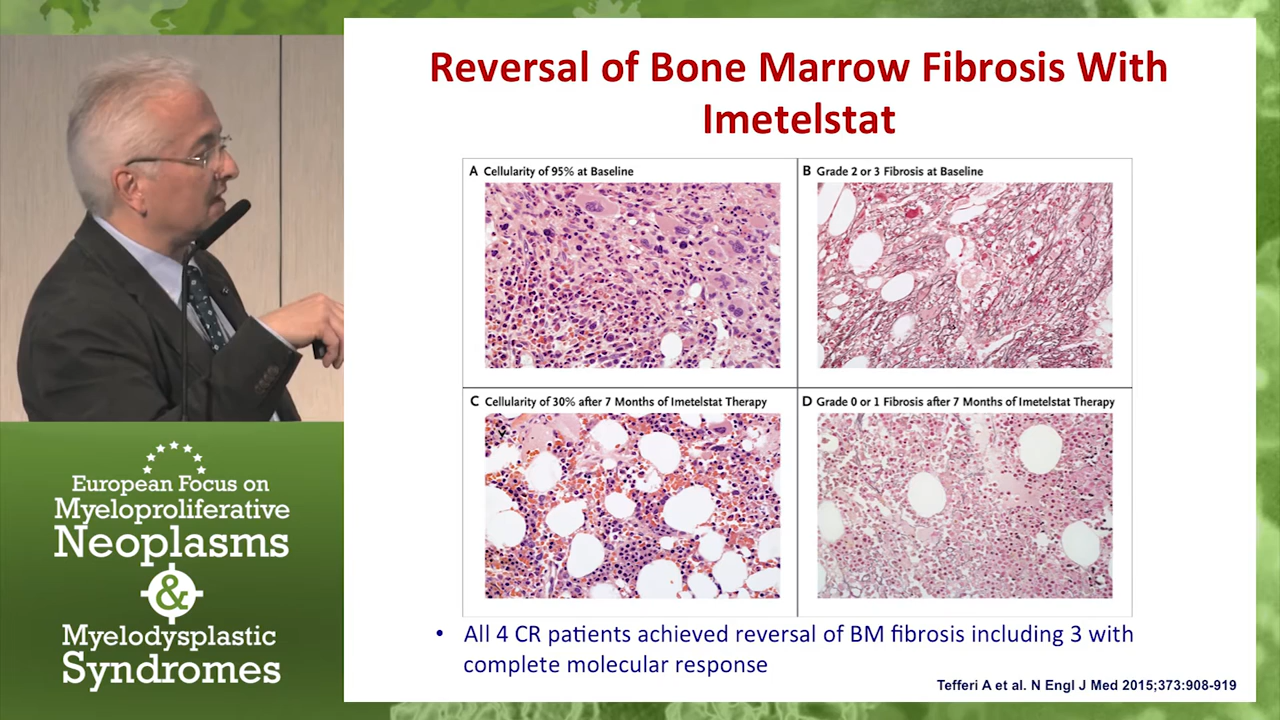 Reversal of Bone Marrow Fibrosis With
Imetelstat
A Cellularity of 95% at Baseline
B Grade 2 or 3 Fibrosis at Baseline
C Cellularity of 30% after 7 Months of Imetelstat Therapy
D Grade 0 or 1 Fibrosis after 7 Months of Imetelstat Therapy
• All 4 CR patients achieved reversal of BM fibrosis including 3 with
complete molecular response
Tefferi A et al. N Engl J Med 2015;373:908-919
European Focus on
Myeloproliferative
Neoplasms
&
Myelodysplastic
Syndromes